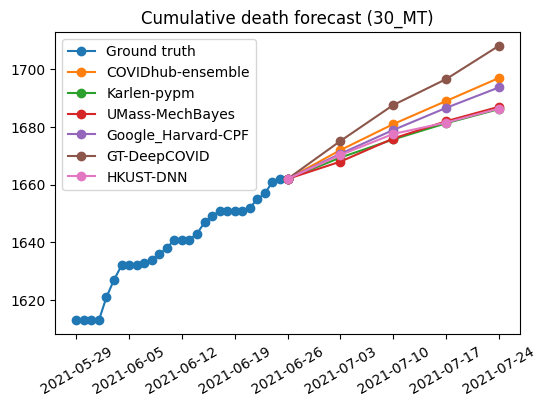 Cumulative death forecast (30_MT)
Ground truth
COVIDhub-ensemble
Karlen-pypm
UMass-MechBayes
Google_Harvard-CPF
GT-DeepCOVID
HKUST-DNN
1700
1680
1660
1640
1620
2021-05-29
2021-06-05
2021-06-12
2021-06-19
2021-06-26
2021-07-03
2021-07-10
2021-07-17
2021-07-24